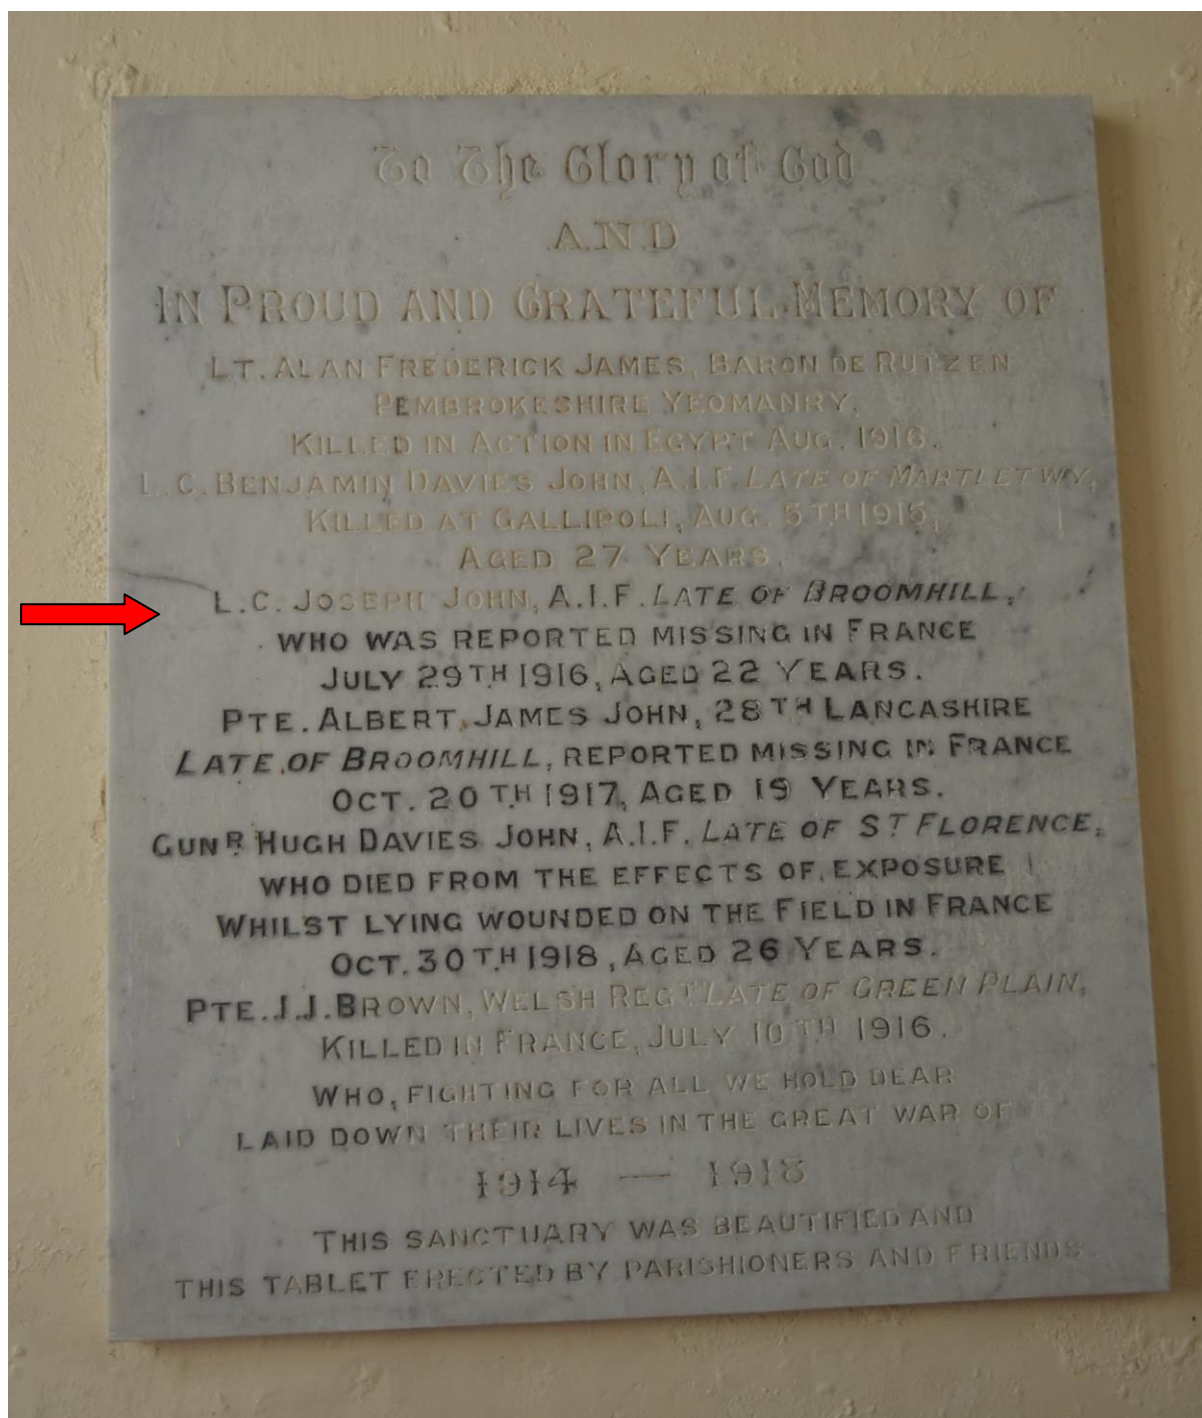 To The Glory of God
AND
IN PROUD AND GRATEFUL MEMORY OF
LT. ALAN FREDERICK JAMES, BARON DE RUTZEN
PEMBROKESHIRE YEOMANRY.
KILLED IN ACTION IN EGYPT AUG. 1916.
L.C. BENJAMIN DAVIES JOHN, A.I.F. LATE OF MARTLETWY,
KILLED AT GALLIPOLI, AUG. 5TH 1915,
AGED 27 YEARS.
L.C. JOSEPH JOHN, A.I.F. LATE OF BROOMHILL,
WHO WAS REPORTED MISSING IN FRANCE
JULY 29TH 1916, AGED 22 YEARS.
PTE. ALBERT JAMES JOHN, 28TH LANCASHIRE
LATE OF BROOMHILL, REPORTED MISSING IN FRANCE
OCT. 20TH 1917, AGED 19 YEARS.
GUNR HUGH DAVIES JOHN, A.I.F. LATE OF ST FLORENCE,
WHO DIED FROM THE EFFECTS OF EXPOSURE
WHILST LYING WOUNDED ON THE FIELD IN FRANCE
OCT. 30TH 1918, AGED 26 YEARS.
PTE. J.J. BROWN, WELSH REGT LATE OF GREEN PLAIN,
KILLED IN FRANCE, JULY 10TH 1916.
WHO, FIGHTING FOR ALL WE HOLD DEAR
LAID DOWN THEIR LIVES IN THE GREAT WAR OF
1914 — 1918
THIS SANCTUARY WAS BEAUTIFIED AND
THIS TABLET ERECTED BY PARISHIONERS AND FRIENDS.